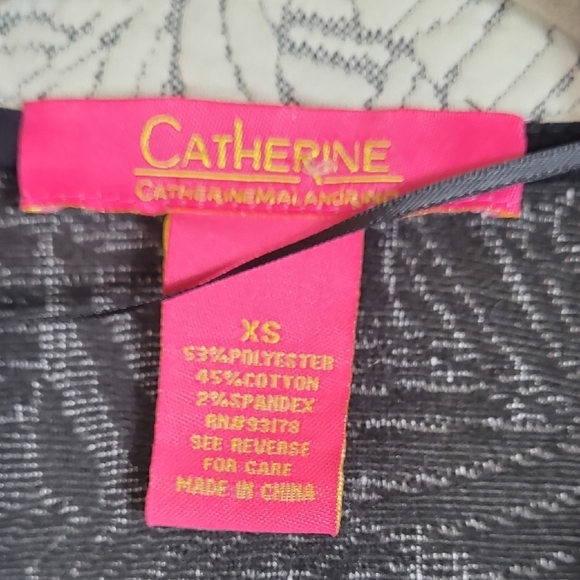 CATHERINE
CATHERINEMALANDRINO
XS
53%POLYESTER
45%COTTON
2%SPANDEX
RN#93178
SEE REVERSE
FOR CARE
MADE IN CHINA